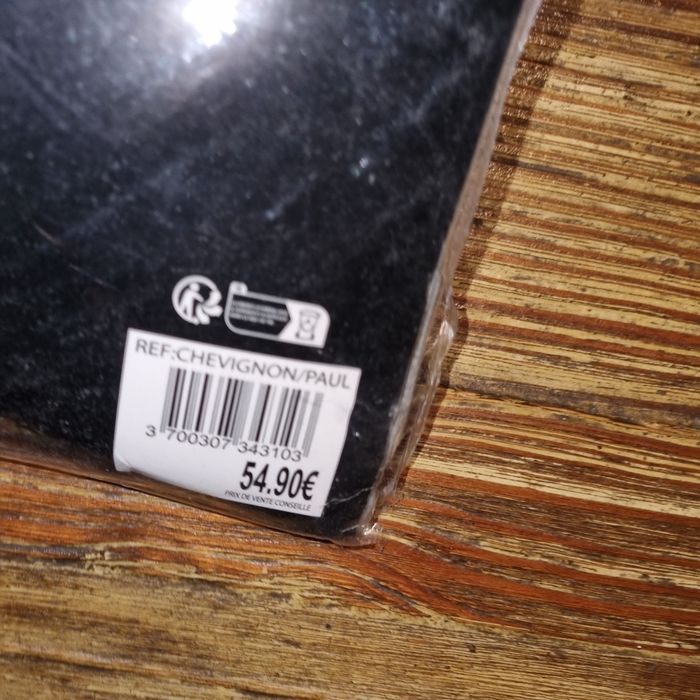 REF:CHEVIGNON/PAUL
3 700307 343103
54.90€
PRIX DE VENTE CONSEILLE